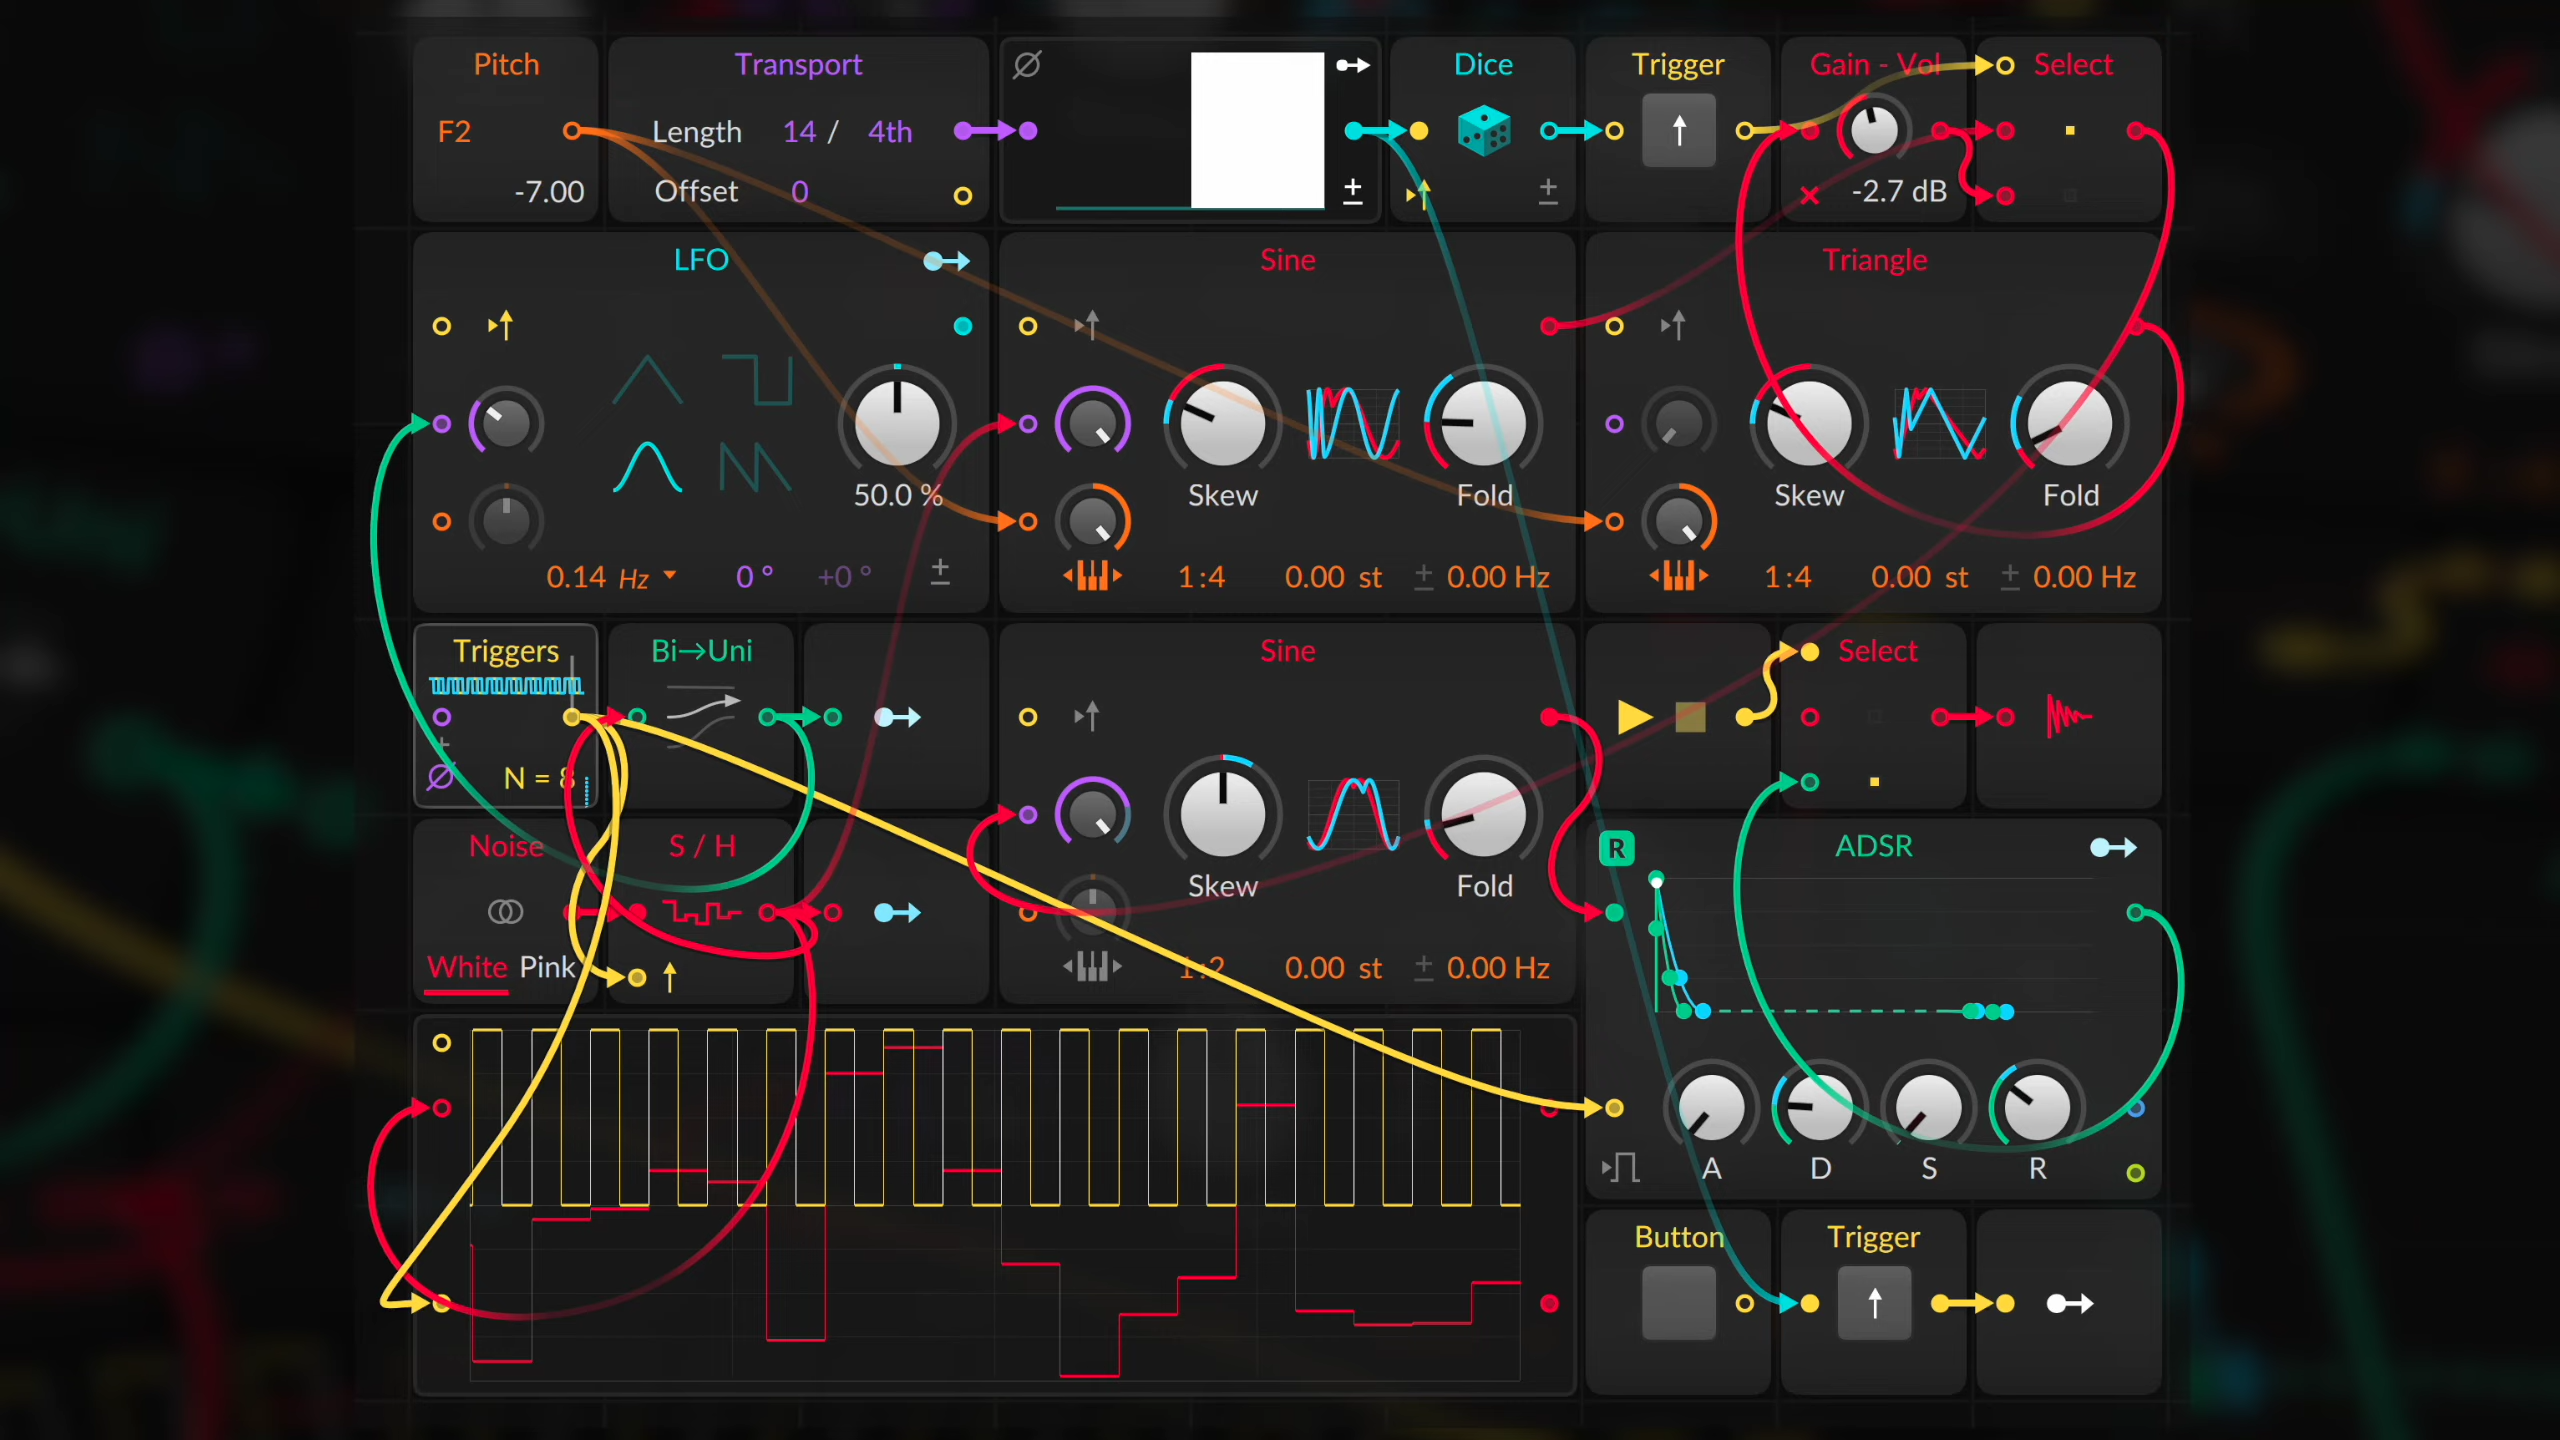 Pitch
F2
-7.00
Transport
Length 14 / 4th
Offset 0
Dice
Trigger
Gain - Vol
-2.7 dB
Select
LFO
50.0 %
0.14 Hz 0° +0°
Sine
Skew Fold
1:4 0.00 st ± 0.00 Hz
Triangle
Skew Fold
1:4 0.00 st ± 0.00 Hz
Triggers
N = 8
Bi→Uni
Sine
Skew Fold
1:2 0.00 st ± 0.00 Hz
Select
Noise
White Pink
S / H
R
ADSR
A D S R
Button
Trigger